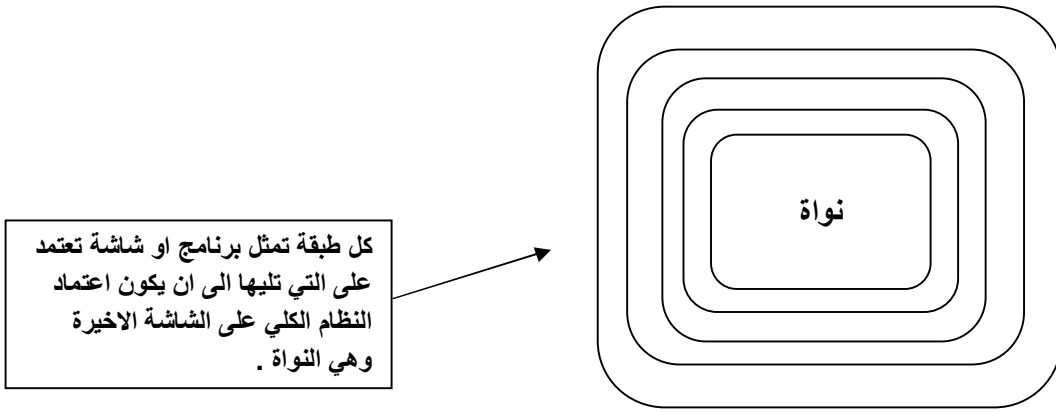 نواة
كل طبقة تمثل برنامج او شاشة تعتمد
على التي تليها الى ان يكون اعتماد
النظام الكلي على الشاشة الاخيرة
وهي النواة .